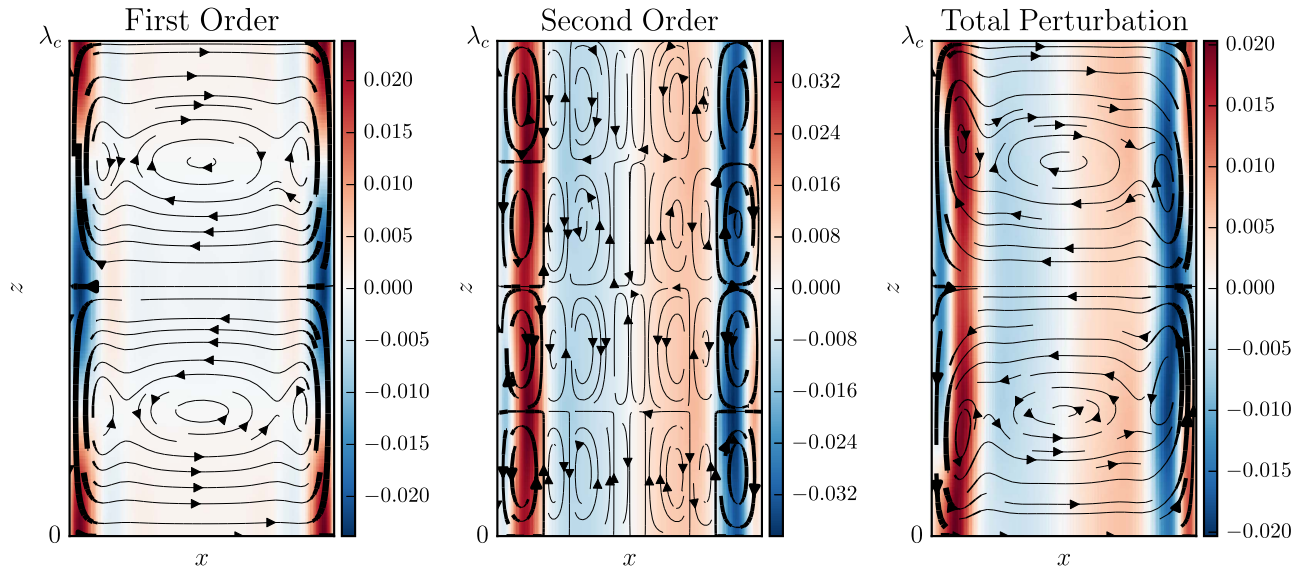 First Order
λc
z
0
x
0.020
0.015
0.010
0.005
0.000
−0.005
−0.010
−0.015
−0.020
Second Order
λc
z
0
x
0.032
0.024
0.016
0.008
0.000
−0.008
−0.016
−0.024
−0.032
Total Perturbation
λc
z
0
x
0.020
0.015
0.010
0.005
0.000
−0.005
−0.010
−0.015
−0.020